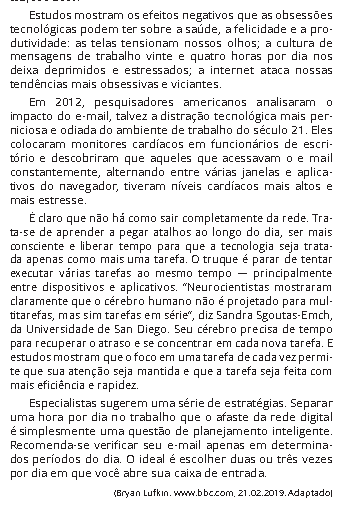 Estudos mostram os efeitos negativos que as obsessões
tecnológicas podem ter sobre a saúde, a felicidade e a pro-
dutividade: as telas tensionam nossos olhos; a cultura de
mensagens de trabalho vinte e quatro horas por dia nos
deixa deprimidos e estressados; a internet ataca nossas
tendências mais obsessivas e viciantes.
Em 2012, pesquisadores americanos analisaram o
impacto do e-mail, talvez a distração tecnológica mais per-
niciosa e odiada do ambiente de trabalho do século 21. Eles
colocaram monitores cardíacos em funcionários de escri-
tório e descobriram que aqueles que acessavam o e mail
constantemente, alternando entre várias janelas e aplica-
tivos do navegador, tiveram níveis cardíacos mais altos e
mais estresse.
É claro que não há como sair completamente da rede. Tra-
ta-se de aprender a pegar atalhos ao longo do dia, ser mais
consciente e liberar tempo para que a tecnologia seja trata-
da apenas como mais uma tarefa. O truque é parar de tentar
executar várias tarefas ao mesmo tempo — principalmente
entre dispositivos e aplicativos. “Neurocientistas mostraram
claramente que o cérebro humano não é projetado para mul-
titarefas, mas sim tarefas em série“, diz Sandra Sgoutas-Emch,
da Universidade de San Diego. Seu cérebro precisa de tempo
para recuperar o atraso e se concentrar em cada nova tarefa. E
estudos mostram que o foco em uma tarefa de cada vez permi-
te que sua atenção seja mantida e que a tarefa seja feita com
mais eficiência e rapidez.
Especialistas sugerem uma série de estratégias. Separar
uma hora por dia no trabalho que o afaste da rede digital
é simplesmente uma questão de planejamento inteligente.
Recomenda-se verificar seu e-mail apenas em determina-
dos períodos do dia. O ideal é escolher duas ou três vezes
por dia em que você abre sua caixa de entrada.
(Bryan Lufkin. www.bbc.com, 21.02.2019. Adaptado)